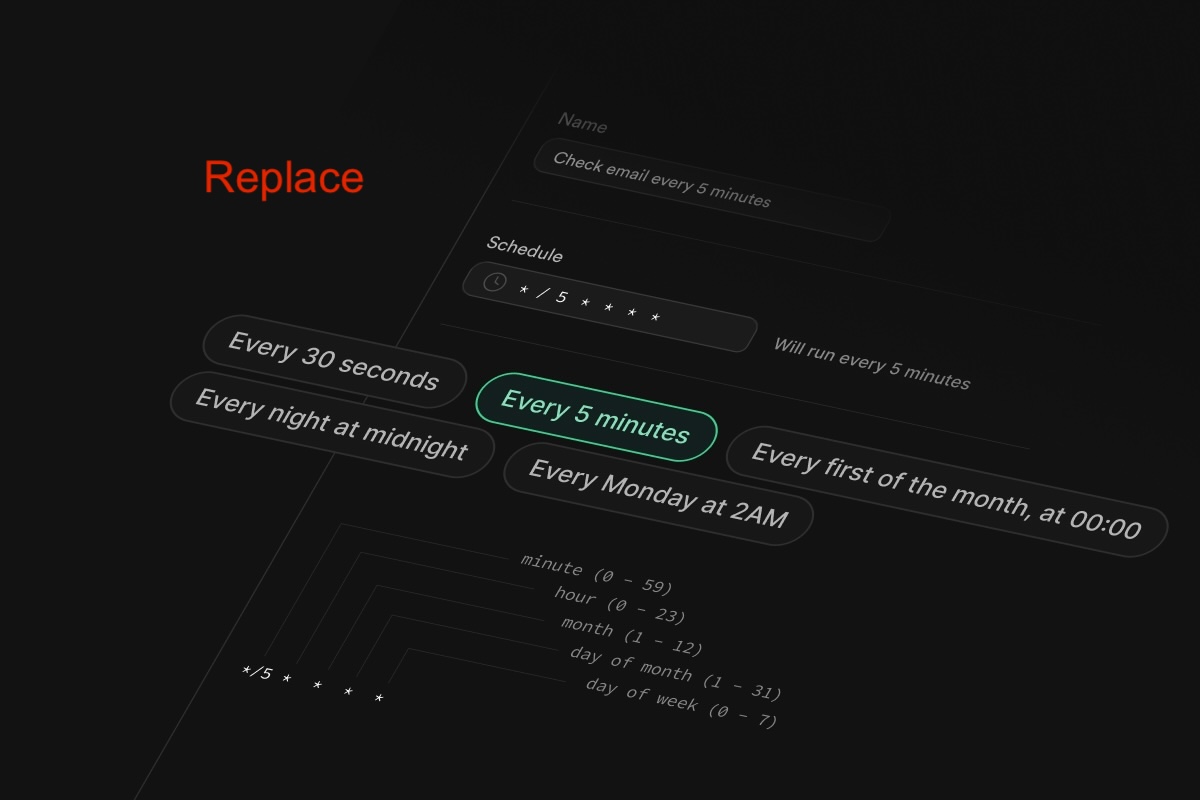 Name
Check email every 5 minutes
Replace
Schedule
* / 5 * * * *
Will run every 5 minutes
Every 30 seconds
Every 5 minutes
Every night at midnight
Every first of the month, at 00:00
Every Monday at 2AM
minute (0 - 59)
hour (0 - 23)
month (1 - 12)
day of month (1 - 31)
day of week (0 - 7)
*/5 * * * *